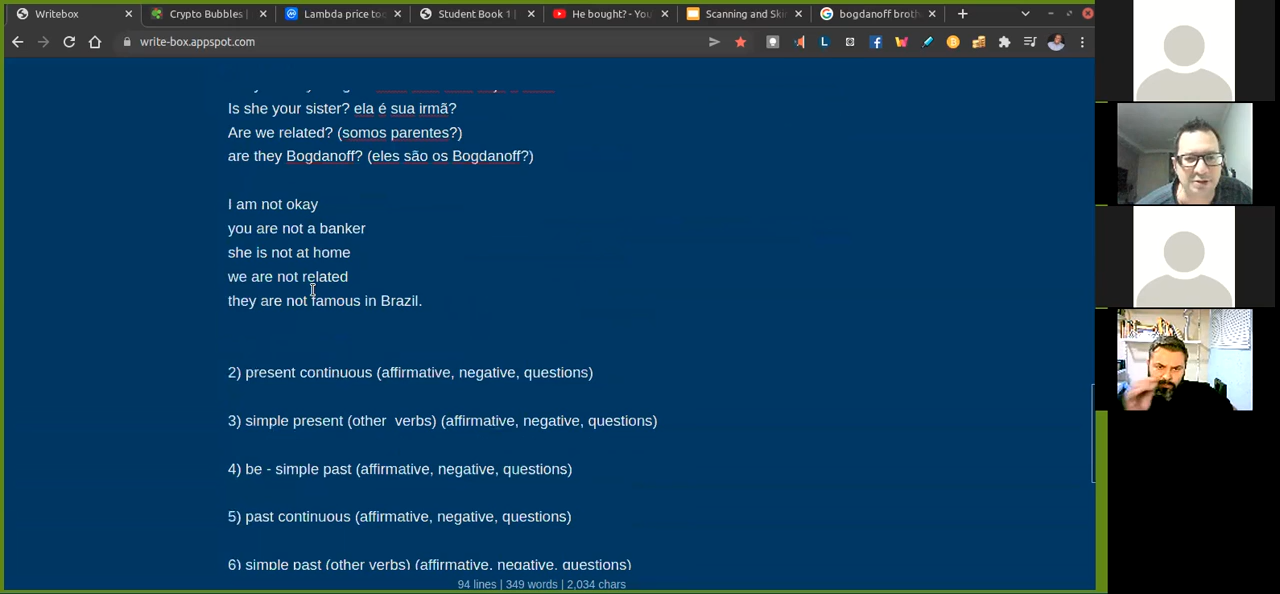 Writebox
Crypto Bubbles |
Lambda price to
Student Book 1 |
He bought? - You
Scanning and Ski
bogdanoff broth
write-box.appspot.com
Is she your sister? ela é sua irmã?
Are we related? (somos parentes?)
are they Bogdanoff? (eles são os Bogdanoff?)
I am not okay
you are not a banker
she is not at home
we are not related
they are not famous in Brazil.
2) present continuous (affirmative, negative, questions)
3) simple present (other  verbs) (affirmative, negative, questions)
4) be - simple past (affirmative, negative, questions)
5) past continuous (affirmative, negative, questions)
6) simple past (other verbs) (affirmative, negative, questions)
94 lines | 349 words | 2,034 chars